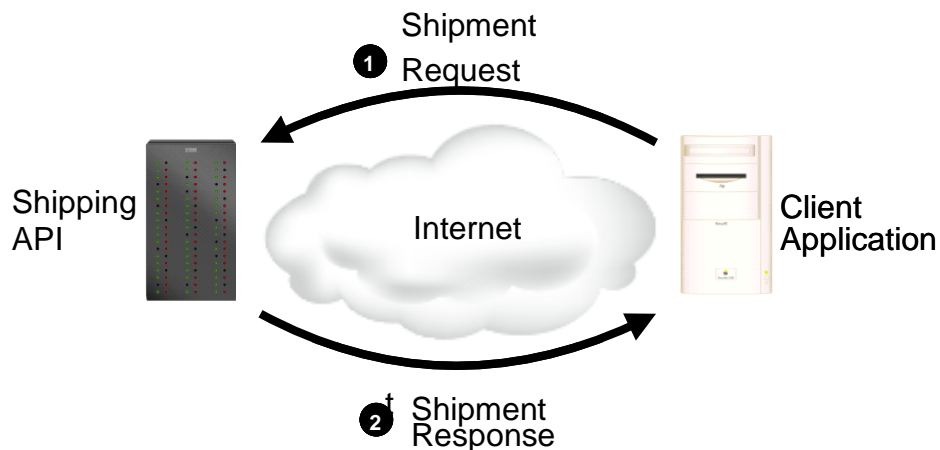 Shipment
1 Request
Shipping
API
Internet
Client
Application
t
2 Shipment
Response